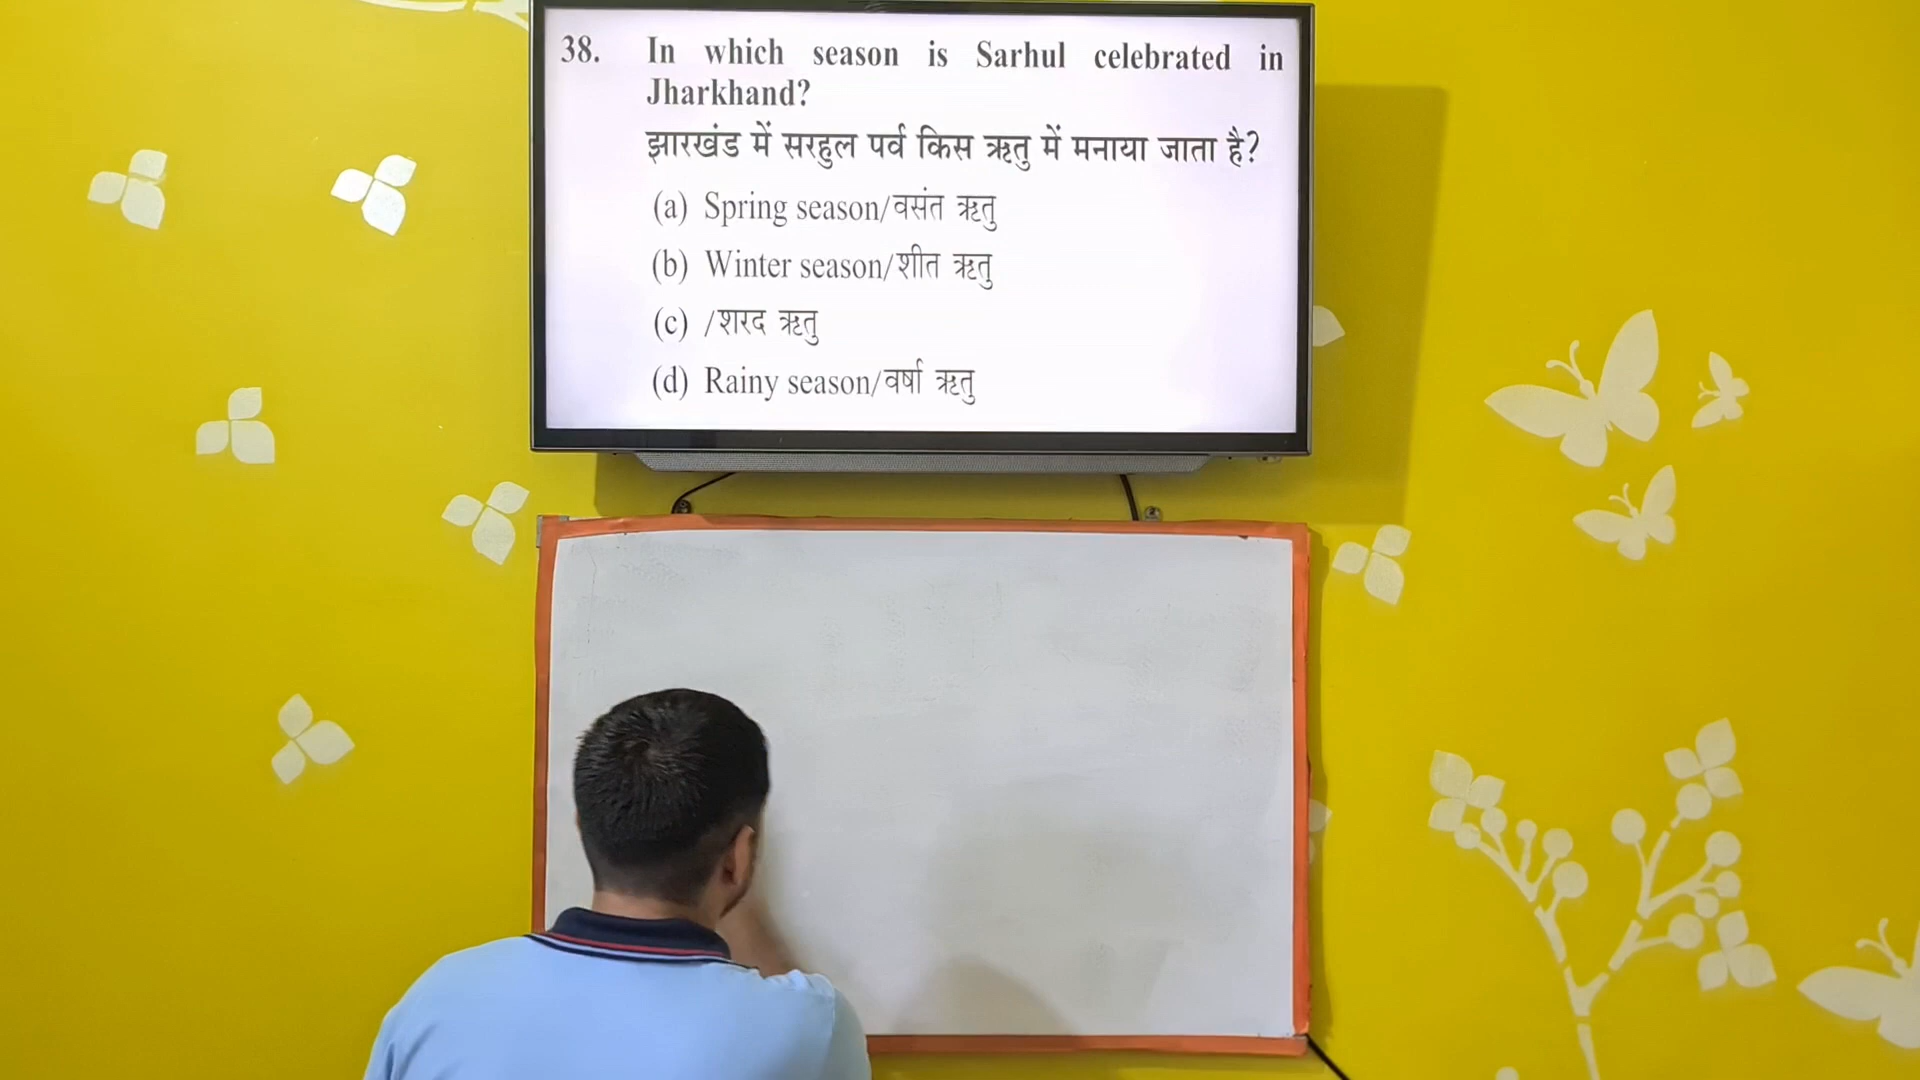 38. In which season is Sarhul celebrated in
Jharkhand?
झारखंड में सरहुल पर्व किस ऋतु में मनाया जाता है?
(a) Spring season/वसंत ऋतु
(b) Winter season/शीत ऋतु
(c) /शरद ऋतु
(d) Rainy season/वर्षा ऋतु